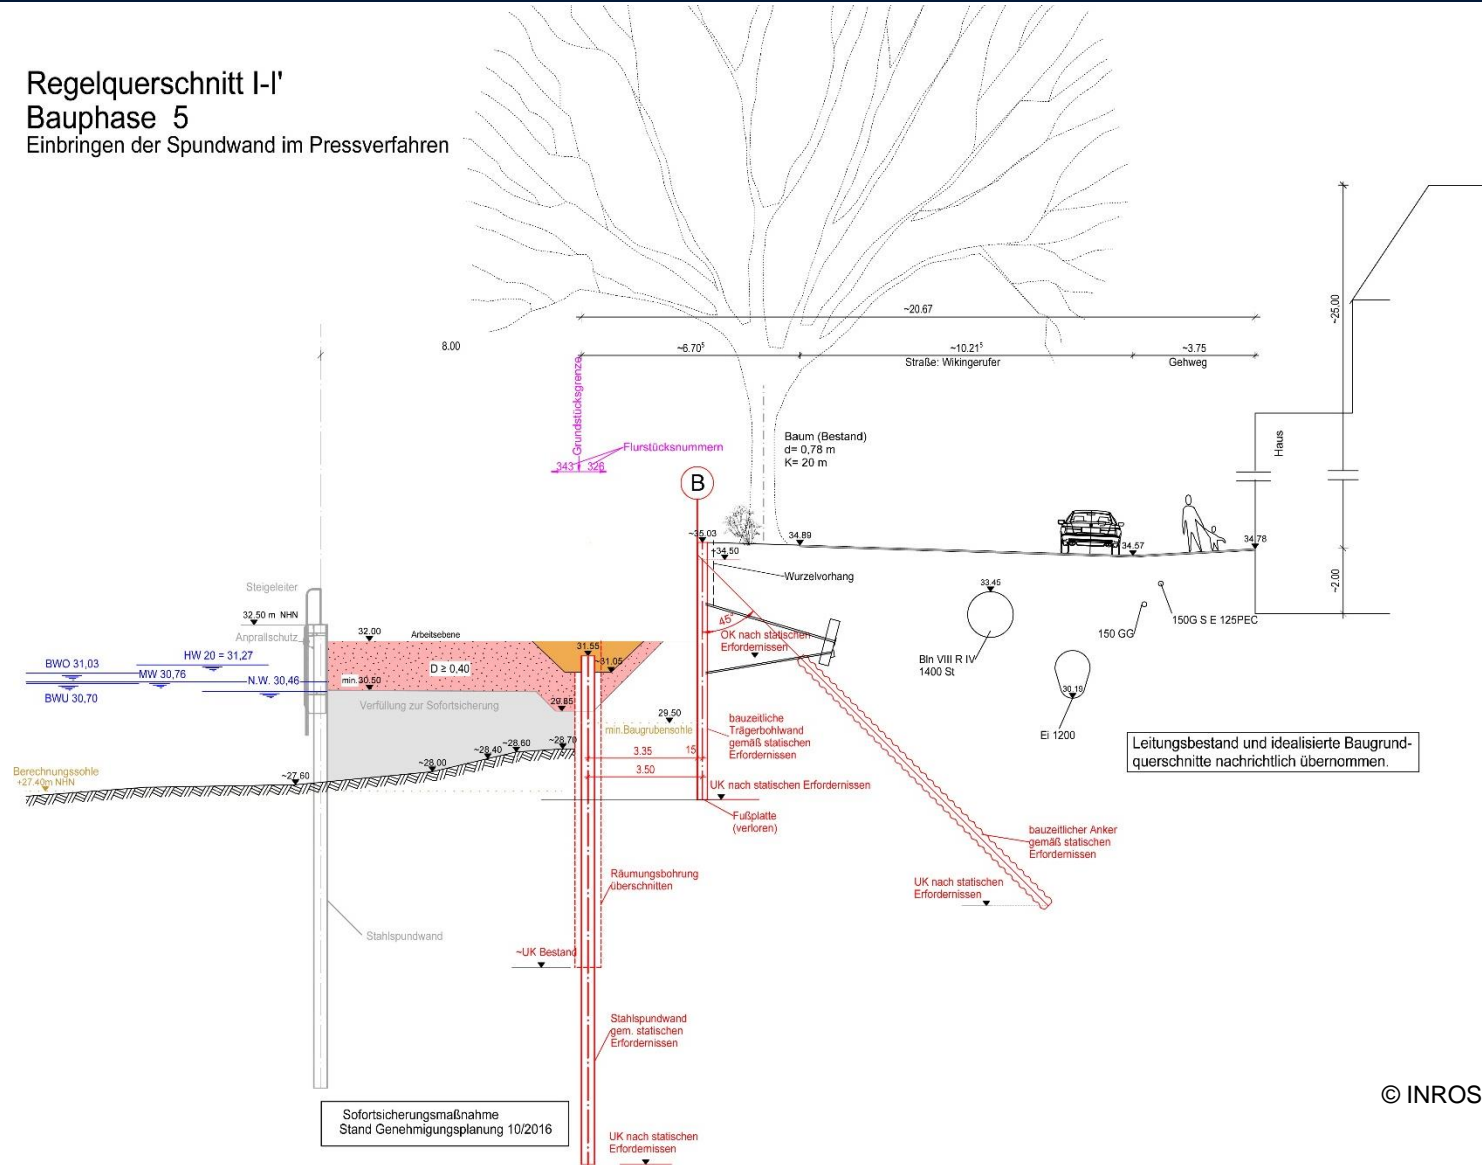 Regelquerschnitt I-I'
Bauphase 5
Einbringen der Spundwand im Pressverfahren
~20.67
8.00
~6.70⁵
~10.21⁵
~3.75
Straße: Wikingerufer
Gehweg
~25.00
Grundstücksgrenze
Flurstücksnummern
343
326
Baum (Bestand)
d= 0,78 m
K= 20 m
Haus
B
~35.03
34.89
34.57
34.78
+34.50
Wurzelvorhang
~2.00
Steigeleiter
32.50 m NHN
Anprallschutz
32.00
Arbeitsebene
BWO 31,03
HW 20 = 31,27
MW 30,76
N.W. 30,46
BWU 30,70
min.30.50
D ≥ 0,40
31.55
~31.05
29.85
Verfüllung zur Sofortsicherung
45°
OK nach statischen
Erfordernissen
33.45
Bln VIII R IV
1400 St
150 GG
150G S E 125PEC
30.19
Ei 1200
29.50
min.Baugrubensohle
bauzeitliche
Trägerbohlwand
gemäß statischen
Erfordernissen
3.35
15
3.50
~28.70
~28.60
~28.40
~28.00
~27.60
Berechnungssohle
+27.40m NHN
UK nach statischen Erfordernissen
Fußplatte
(verloren)
Leitungsbestand und idealisierte Baugrund-
querschnitte nachrichtlich übernommen.
bauzeitlicher Anker
gemäß statischen
Erfordernissen
UK nach statischen
Erfordernissen
Räumungsbohrung
überschnitten
Stahlspundwand
~UK Bestand
Stahlspundwand
gem. statischen
Erfordernissen
Sofortsicherungsmaßnahme
Stand Genehmigungsplanung 10/2016
UK nach statischen
Erfordernissen
© INROS